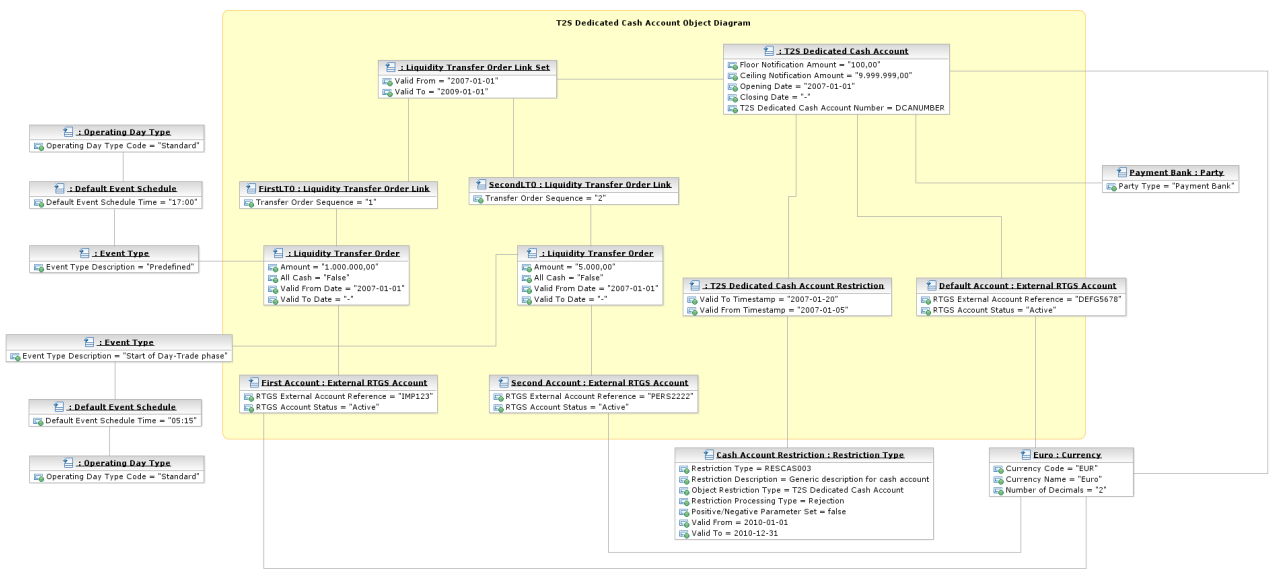 T2S Dedicated Cash Account Object Diagram
: T2S Dedicated Cash Account
Floor Notification Amount = "100,00"
Ceiling Notification Amount = "9.999.999,00"
Opening Date = "2007-01-01"
Closing Date = "-"
T2S Dedicated Cash Account Number = DCANUMBER
: Liquidity Transfer Order Link Set
Valid From = "2007-01-01"
Valid To = "2009-01-01"
: Operating Day Type
Operating Day Type Code = "Standard"
: Default Event Schedule
Default Event Schedule Time = "17:00"
FirstLTO : Liquidity Transfer Order Link
Transfer Order Sequence = "1"
SecondLTO : Liquidity Transfer Order Link
Transfer Order Sequence = "2"
Payment Bank : Party
Party Type = "Payment Bank"
: Event Type
Event Type Description = "Predefined"
: Liquidity Transfer Order
Amount = "1.000.000,00"
All Cash = "False"
Valid From Date = "2007-01-01"
Valid To Date = "-"
: Liquidity Transfer Order
Amount = "5.000,00"
All Cash = "False"
Valid From Date = "2007-01-01"
Valid To Date = "-"
: T2S Dedicated Cash Account Restriction
Valid To Timestamp = "2007-01-20"
Valid From Timestamp = "2007-01-05"
Default Account : External RTGS Account
RTGS External Account Reference = "DEFG5678"
RTGS Account Status = "Active"
: Event Type
Event Type Description = "Start of Day-Trade phase"
First Account : External RTGS Account
RTGS External Account Reference = "IMP123"
RTGS Account Status = "Active"
Second Account : External RTGS Account
RTGS External Account Reference = "PERS2222"
RTGS Account Status = "Active"
: Default Event Schedule
Default Event Schedule Time = "05:15"
: Operating Day Type
Operating Day Type Code = "Standard"
Cash Account Restriction : Restriction Type
Restriction Type = RESCAS003
Restriction Description = Generic description for cash account
Object Restriction Type = T2S Dedicated Cash Account
Restriction Processing Type = Rejection
Positive/Negative Parameter Set = false
Valid From = 2010-01-01
Valid To = 2010-12-31
Euro : Currency
Currency Code = "EUR"
Currency Name = "Euro"
Number of Decimals = "2"